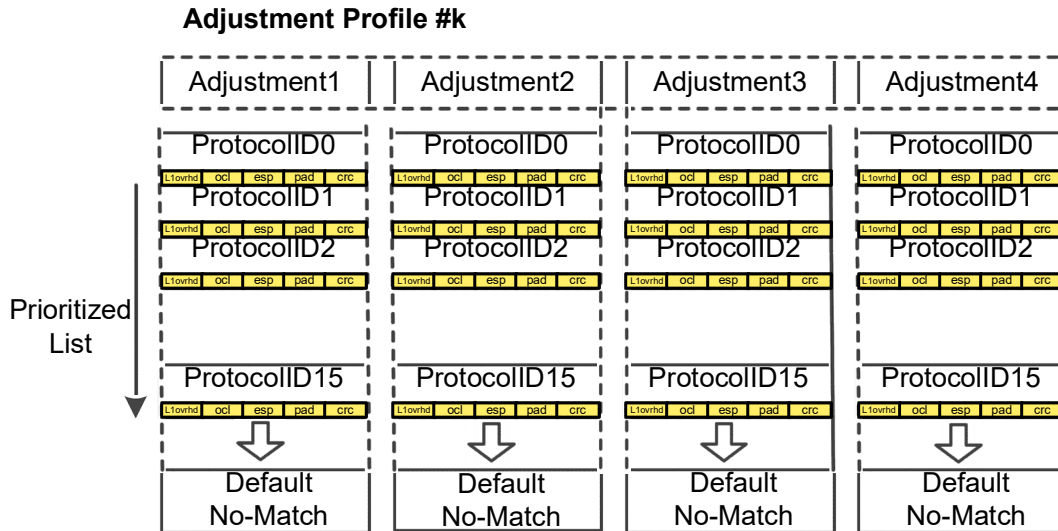 Adjustment Profile #k
Adjustment1 Adjustment2 Adjustment3 Adjustment4
ProtocolID0 ProtocolID0 ProtocolID0 ProtocolID0
L1ovrhd ocl esp pad crc L1ovrhd ocl esp pad crc L1ovrhd ocl esp pad crc L1ovrhd ocl esp pad crc
ProtocolID1 ProtocolID1 ProtocolID1 ProtocolID1
L1ovrhd ocl esp pad crc L1ovrhd ocl esp pad crc L1ovrhd ocl esp pad crc L1ovrhd ocl esp pad crc
ProtocolID2 ProtocolID2 ProtocolID2 ProtocolID2
L1ovrhd ocl esp pad crc L1ovrhd ocl esp pad crc L1ovrhd ocl esp pad crc L1ovrhd ocl esp pad crc
Prioritized
List
ProtocolID15 ProtocolID15 ProtocolID15 ProtocolID15
L1ovrhd ocl esp pad crc L1ovrhd ocl esp pad crc L1ovrhd ocl esp pad crc L1ovrhd ocl esp pad crc
Default Default Default Default
No-Match No-Match No-Match No-Match